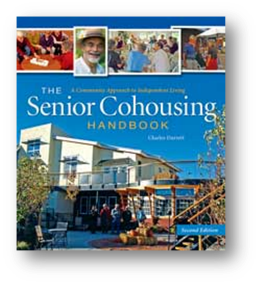 A Community Approach to Independent Living
THE
Senior Cohousing
HANDBOOK
Charles Durrett
Second Edition